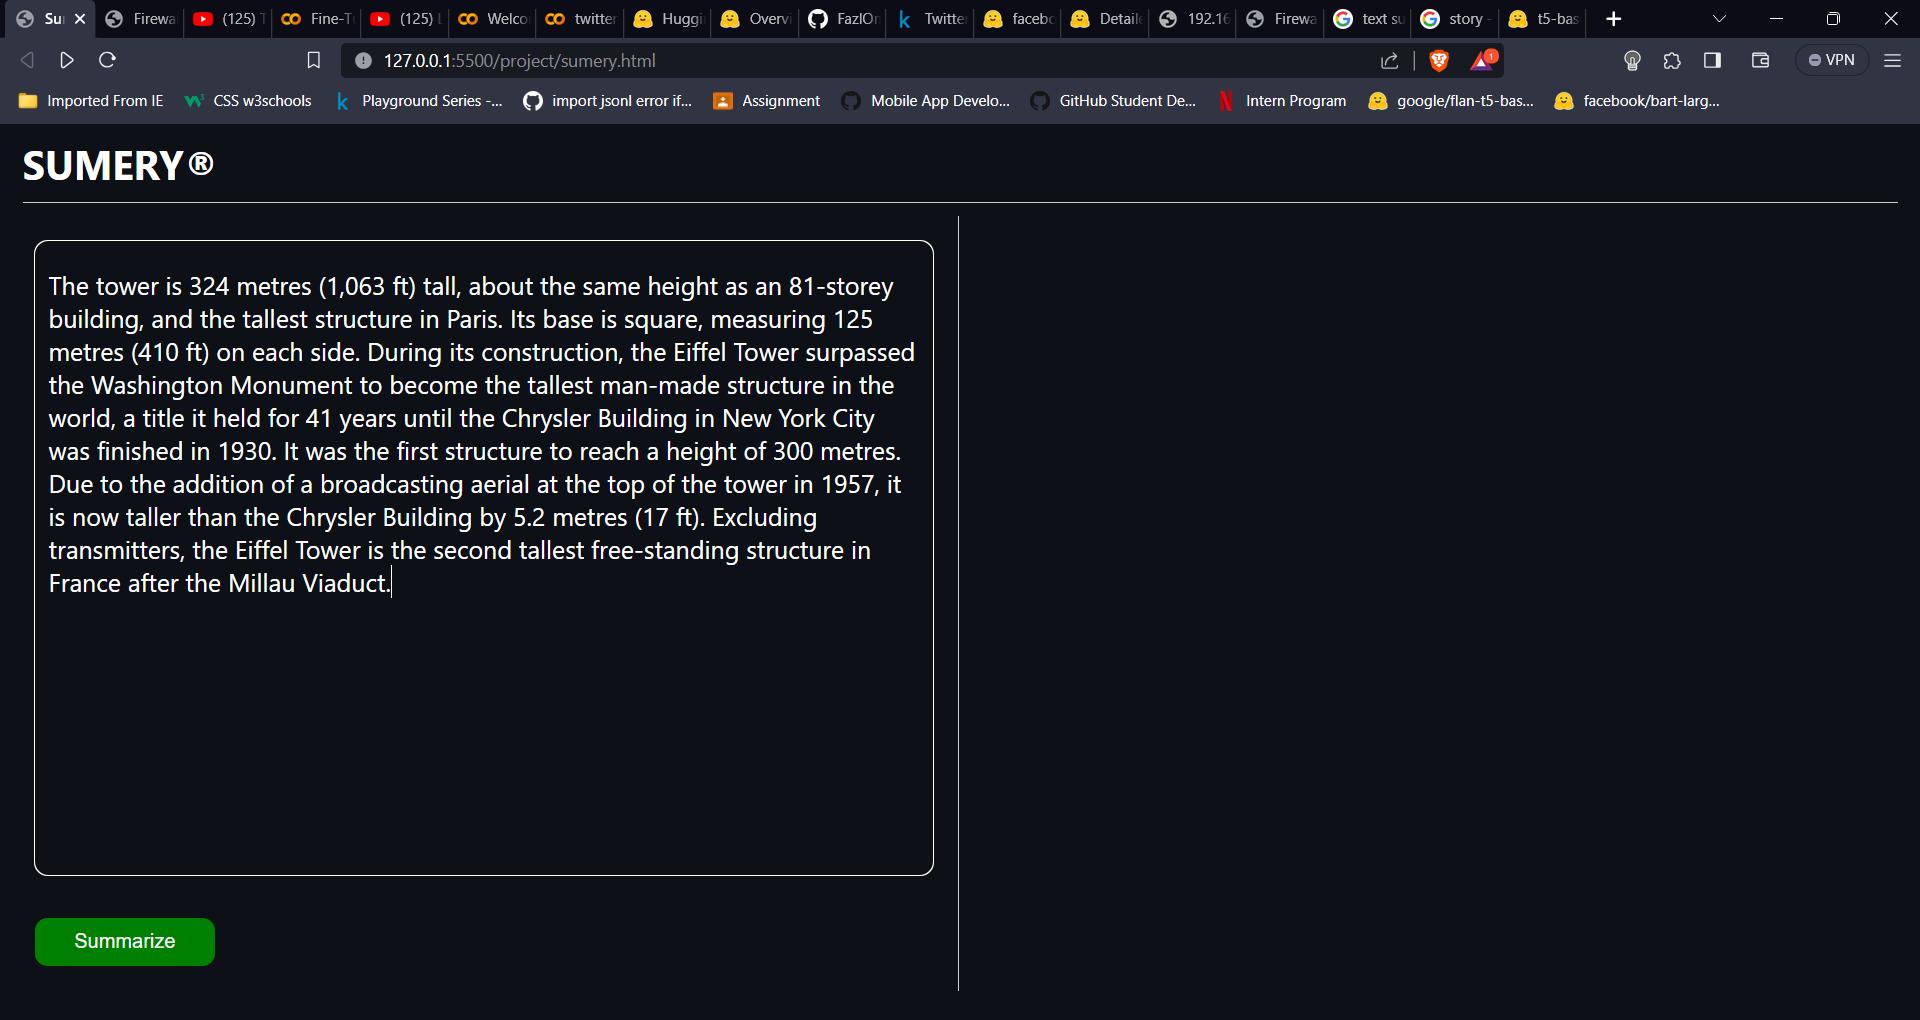 Su
Firewa
(125) T
Fine-Tu
(125) L
Welco
twitter
Huggi
Overvi
FazlOn
Twitte
facebo
Detaile
192.16
Firewa
text su
story -
t5-bas
127.0.0.1:5500/project/sumery.html
1
VPN
Imported From IE
CSS w3schools
Playground Series -...
import jsonl error if...
Assignment
Mobile App Develo...
GitHub Student De...
Intern Program
google/flan-t5-bas...
facebook/bart-larg...
SUMERY®
The tower is 324 metres (1,063 ft) tall, about the same height as an 81-storey
building, and the tallest structure in Paris. Its base is square, measuring 125
metres (410 ft) on each side. During its construction, the Eiffel Tower surpassed
the Washington Monument to become the tallest man-made structure in the
world, a title it held for 41 years until the Chrysler Building in New York City
was finished in 1930. It was the first structure to reach a height of 300 metres.
Due to the addition of a broadcasting aerial at the top of the tower in 1957, it
is now taller than the Chrysler Building by 5.2 metres (17 ft). Excluding
transmitters, the Eiffel Tower is the second tallest free-standing structure in
France after the Millau Viaduct.
Summarize